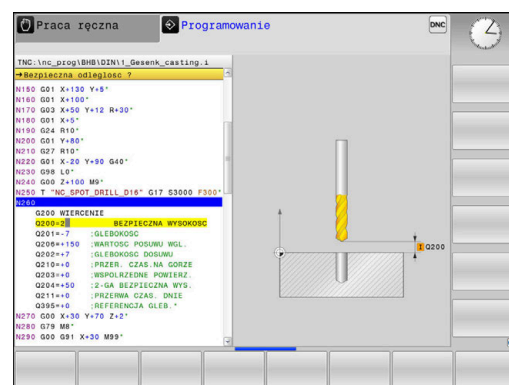 Praca ręczna
Programowanie
DNC
TNC:\nc_prog\BHB\DIN\1_Gesenk_casting.i
→Bezpieczna odleglosc ?
N150 G01 X+130 Y+5*
N160 G01 X+100*
N170 G03 X+50 Y+12 R+30*
N180 G01 X+5*
N190 G24 R10*
N200 G01 Y+80*
N210 G27 R10*
N220 G01 X-20 Y+90 G40*
N230 G98 L0*
N240 G00 Z+100 M9*
N250 T "NC_SPOT_DRILL_D16" G17 S3000 F300*
N260
G200 WIERCENIE
Q200=2 BEZPIECZNA WYSOKOSC
Q201=-7 ;GLEBOKOSC
Q206=+150 ;WARTOSC POSUWU WGL.
Q202=+7 ;GLEBOKOSC DOSUWU
Q210=+0 ;PRZER. CZAS.NA GORZE
Q203=+0 ;WSPOLRZEDNE POWIERZ.
Q204=+50 ;2-GA BEZPIECZNA WYS.
Q211=+0 ;PRZERWA CZAS. DNIE
Q395=+0 ;REFERENCJA GLEB.*
N270 G00 X+30 Y+70 Z+2*
N280 G79 M8*
N290 G00 G91 X+30 M99*
Q200